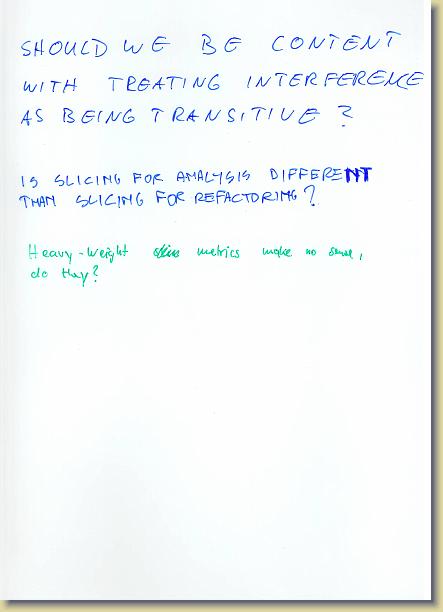 SHOULD WE BE CONTENT
WITH TREATING INTERFERENCE
AS BEING TRANSITIVE?
IS SLICING FOR ANALYSIS DIFFERENT
THAN SLICING FOR REFACTORING?
Heavy-weight metrics make no sense,
do they?